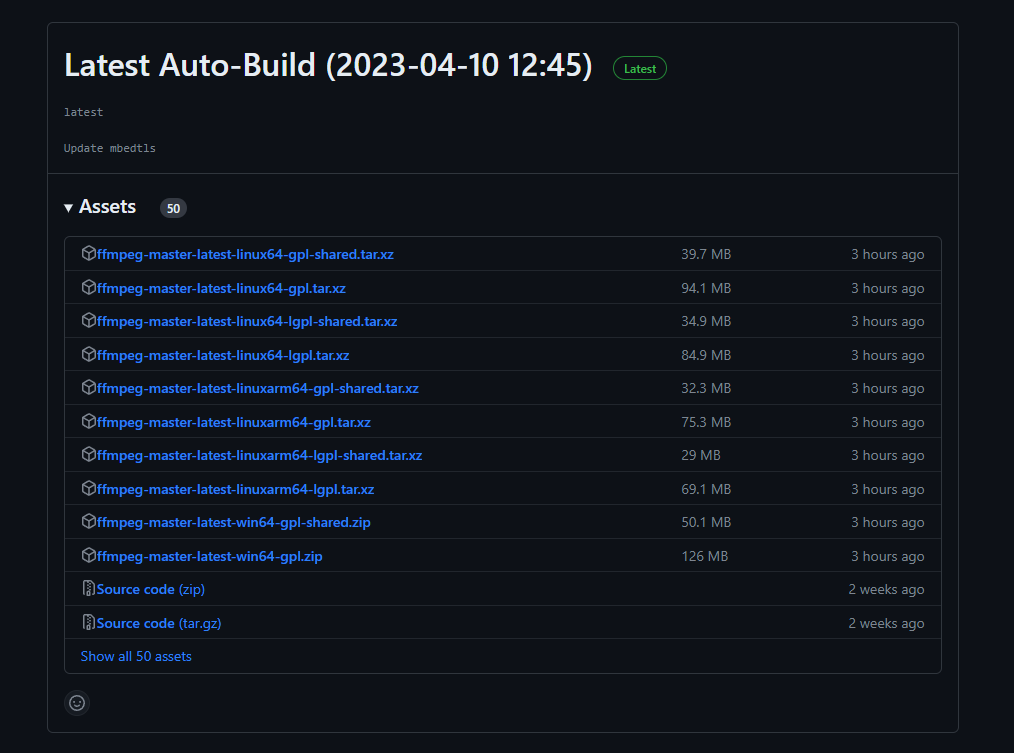 Latest Auto-Build (2023-04-10 12:45) Latest
latest
Update mbedtls
Assets 50
ffmpeg-master-latest-linux64-gpl-shared.tar.xz 39.7 MB 3 hours ago
ffmpeg-master-latest-linux64-gpl.tar.xz 94.1 MB 3 hours ago
ffmpeg-master-latest-linux64-lgpl-shared.tar.xz 34.9 MB 3 hours ago
ffmpeg-master-latest-linux64-lgpl.tar.xz 84.9 MB 3 hours ago
ffmpeg-master-latest-linuxarm64-gpl-shared.tar.xz 32.3 MB 3 hours ago
ffmpeg-master-latest-linuxarm64-gpl.tar.xz 75.3 MB 3 hours ago
ffmpeg-master-latest-linuxarm64-lgpl-shared.tar.xz 29 MB 3 hours ago
ffmpeg-master-latest-linuxarm64-lgpl.tar.xz 69.1 MB 3 hours ago
ffmpeg-master-latest-win64-gpl-shared.zip 50.1 MB 3 hours ago
ffmpeg-master-latest-win64-gpl.zip 126 MB 3 hours ago
Source code (zip) 2 weeks ago
Source code (tar.gz) 2 weeks ago
Show all 50 assets